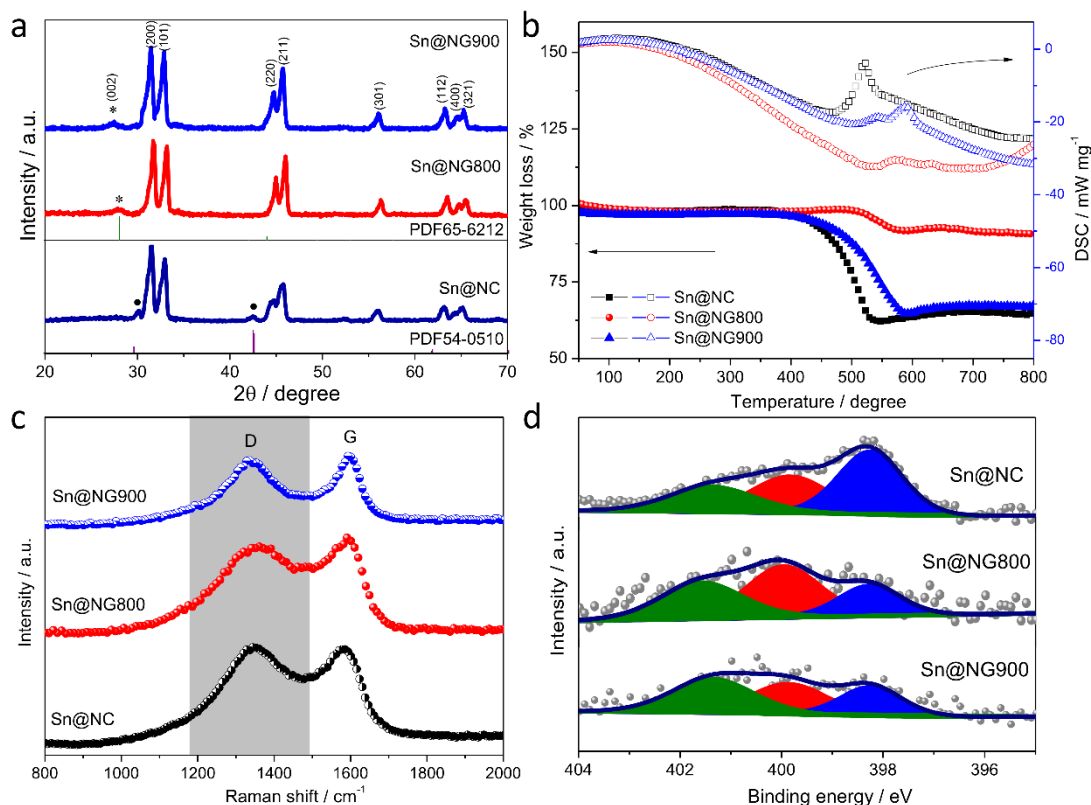 a
Intensity / a.u.
(002)
*
(200)
(101)
(220)
(211)
(301)
(112)
(400)
(321)
Sn@NG900
*
Sn@NG800
PDF65-6212
Sn@NC
PDF54-0510
20 30 40 50 60 70
2θ / degree
b
Weight loss / %
150
125
100
75
50
0
-20
-40
-60
-80
DSC / mW mg-1
Sn@NC
Sn@NG800
Sn@NG900
100 200 300 400 500 600 700 800
Temperature / degree
c
Intensity / a.u.
D
G
Sn@NG900
Sn@NG800
Sn@NC
800 1000 1200 1400 1600 1800 2000
Raman shift / cm-1
d
Intensity / a.u.
Sn@NC
Sn@NG800
Sn@NG900
404 402 400 398 396
Binding energy / eV